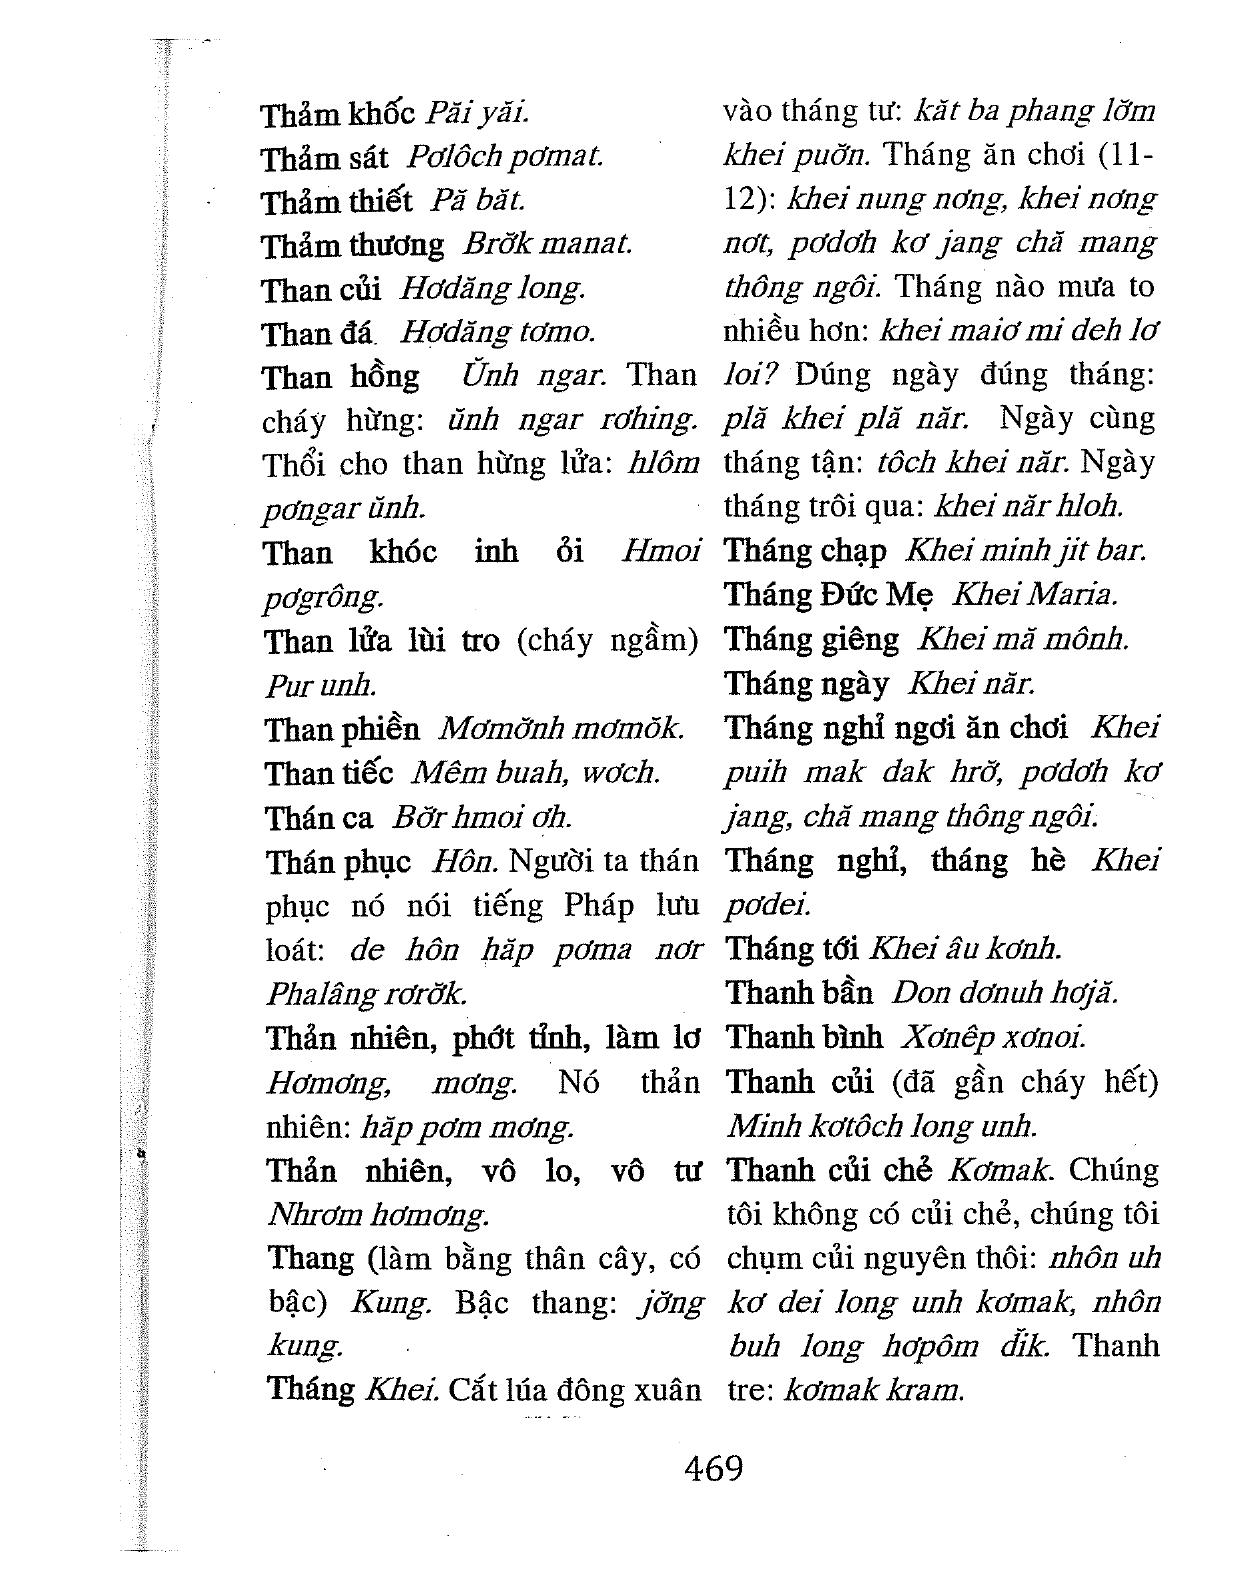 Thảm khốc Păi yăi.
Thảm sát Pơlôch pơmat.
Thảm thiết Pă băt.
Thảm thương Brơ̆k manat.
Than củi Hơdăng long.
Than đá Hơdăng tơmo.
Than hồng Ŭnh ngar. Than
cháy hừng: ŭnh ngar rơhing.
Thổi cho than hừng lửa: hlôm
pơngar ŭnh.
Than khóc inh ỏi Hmoi
pơgrông.
Than lửa lùi tro (cháy ngầm)
Pur unh.
Than phiền Mơmơ̆nh mơmŏk.
Than tiếc Mêm buah, wơch.
Thán ca Bơ̆r hmoi ơh.
Thán phục Hôn. Người ta thán
phục nó nói tiếng Pháp lưu
loát: de hôn hăp pơma nơr
Phalâng rơrơ̆k.
Thản nhiên, phớt tỉnh, làm lơ
Hơmơng, mơng. Nó thản
nhiên: hăp pơm mơng.
Thản nhiên, vô lo, vô tư
Nhrơm hơmơng.
Thang (làm bằng thân cây, có
bậc) Kung. Bậc thang: jơ̆ng
kung.
Tháng Khei. Cắt lúa đông xuân
vào tháng tư: kăt ba phang lơ̆m
khei puơ̆n. Tháng ăn chơi (11-
12): khei nung nơng, khei nơng
nơt, pơdơh kơ jang chă mang
thông ngôi. Tháng nào mưa to
nhiều hơn: khei maiơ mi deh lơ
loi? Dúng ngày đúng tháng:
plă khei plă năr. Ngày cùng
tháng tận: tôch khei năr. Ngày
tháng trôi qua: khei năr hloh.
Tháng chạp Khei minh jit bar.
Tháng Đức Mẹ Khei Maria.
Tháng giêng Khei mă mônh.
Tháng ngày Khei năr.
Tháng nghỉ ngơi ăn chơi Khei
puih mak dak hrơ̆, pơdơh kơ
jang, chă mang thông ngôi.
Tháng nghỉ, tháng hè Khei
pơdei.
Tháng tới Khei âu kơnh.
Thanh bần Don dơnuh hơjă.
Thanh bình Xơnêp xơnoi.
Thanh củi (đã gần cháy hết)
Minh kơtôch long unh.
Thanh củi chẻ Kơmak. Chúng
tôi không có củi chẻ, chúng tôi
chụm củi nguyên thôi: nhôn uh
kơ dei long unh kơmak, nhôn
buh long hơpôm dĭk. Thanh
tre: kơmak kram.
469